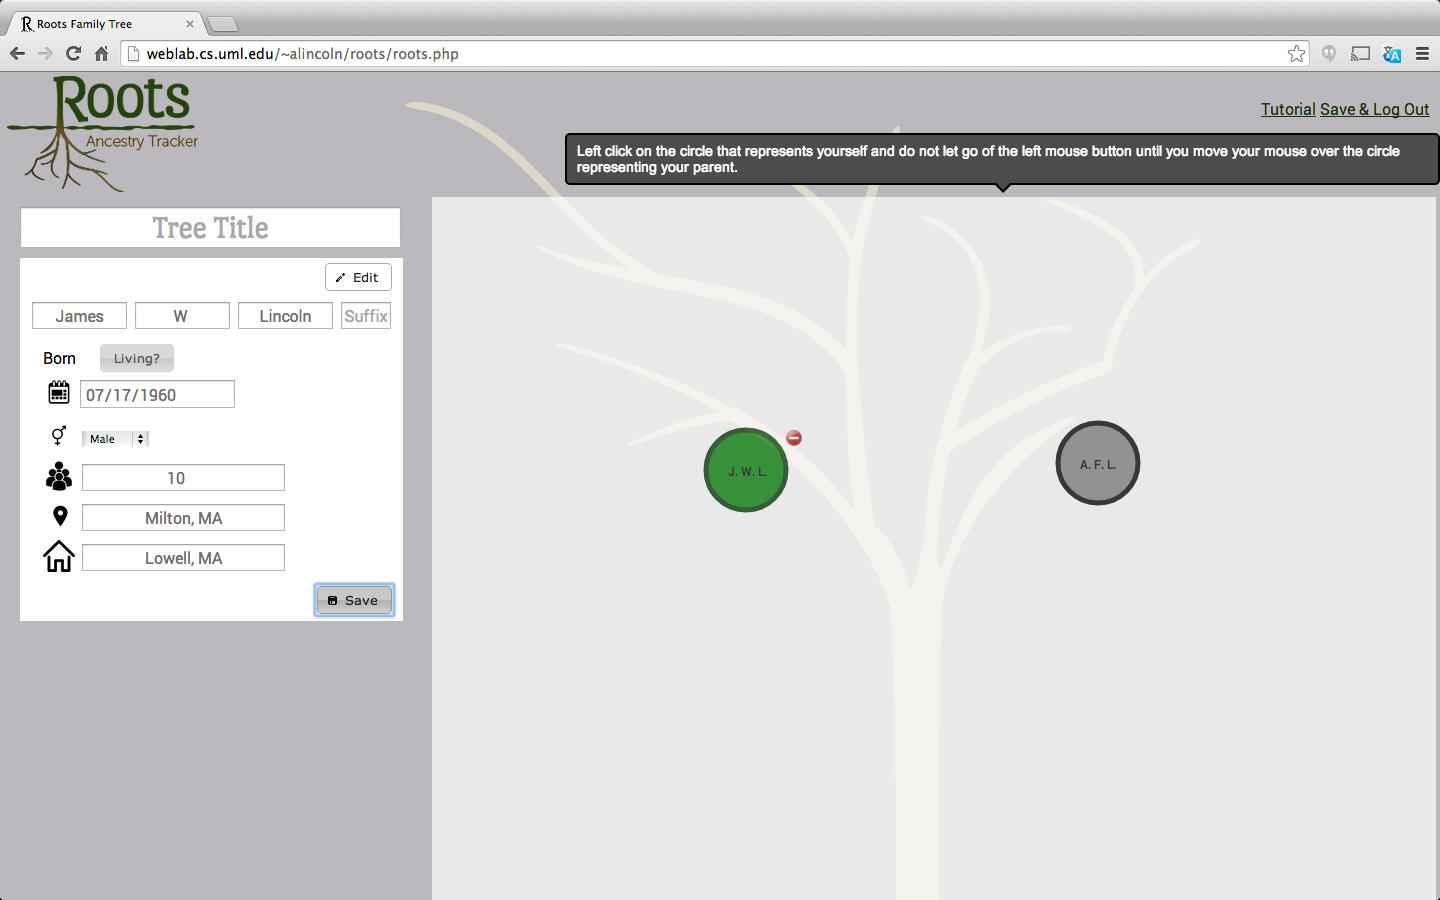 Roots Family Tree
weblab.cs.uml.edu/~alincoln/roots/roots.php
Roots
Ancestry Tracker
Tutorial Save & Log Out
Left click on the circle that represents yourself and do not let go of the left mouse button until you move your mouse over the circle
representing your parent.
Tree Title
Edit
James W Lincoln Suffix
Born Living?
07/17/1960
Male
10
Milton, MA
Lowell, MA
Save
J. W. L.
A. F. L.